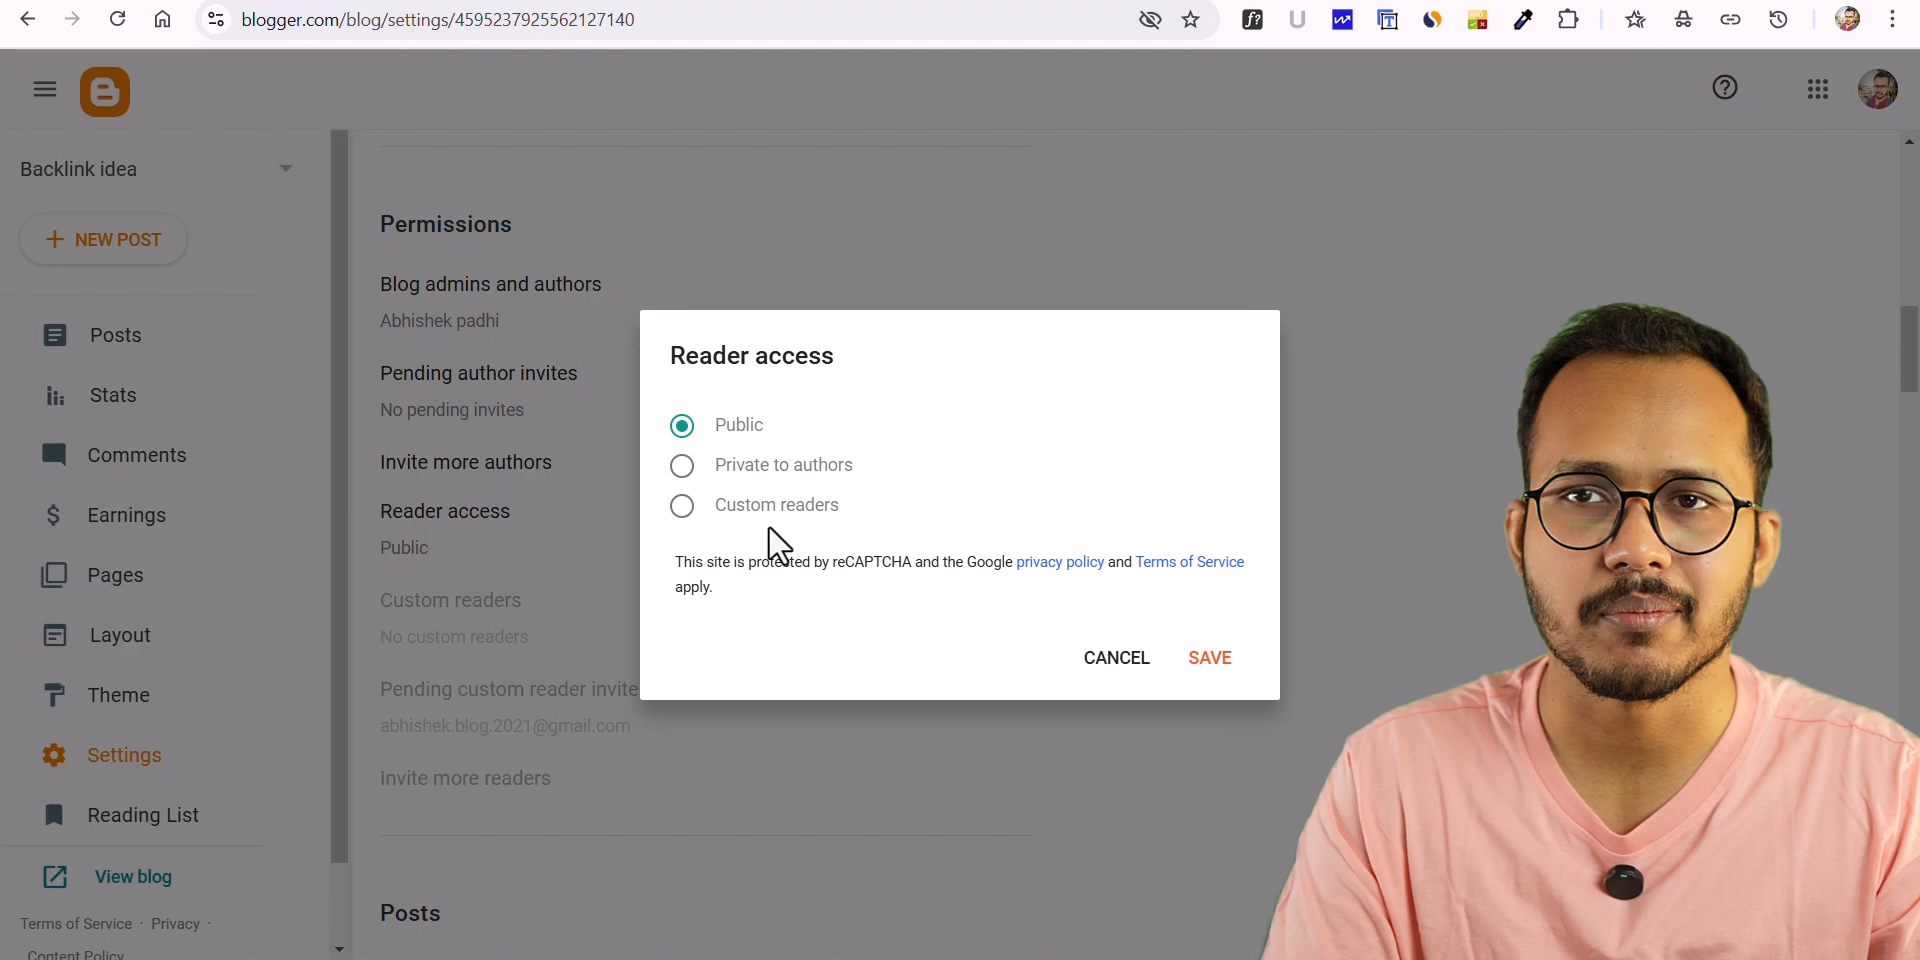 blogger.com/blog/settings/4595237925562127140
Backlink idea
NEW POST
Posts
Stats
Comments
Earnings
Pages
Layout
Theme
Settings
Reading List
View blog
Terms of Service · Privacy ·
Content Policy
Permissions
Blog admins and authors
Abhishek padhi
Pending author invites
No pending invites
Invite more authors
Reader access
Public
Custom readers
No custom readers
Pending custom reader invite
abhishek.blog.2021@gmail.com
Invite more readers
Posts
Reader access
Public
Private to authors
Custom readers
This site is protected by reCAPTCHA and the Google privacy policy and Terms of Service
apply.
CANCEL
SAVE